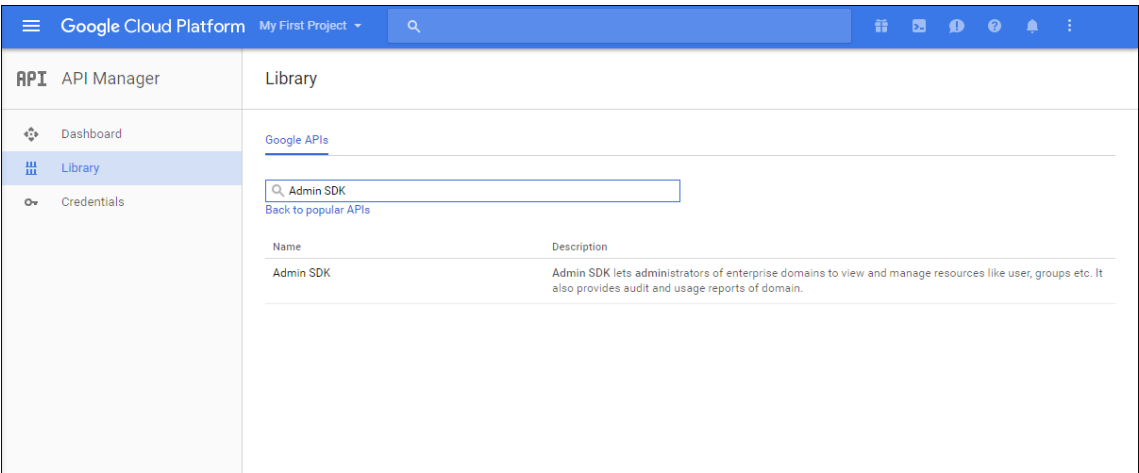 Google Cloud Platform My First Project
API API Manager
Library
Dashboard
Library
Credentials
Google APIs
Admin SDK
Back to popular APIs
Name Description
Admin SDK Admin SDK lets administrators of enterprise domains to view and manage resources like user, groups etc. It
also provides audit and usage reports of domain.